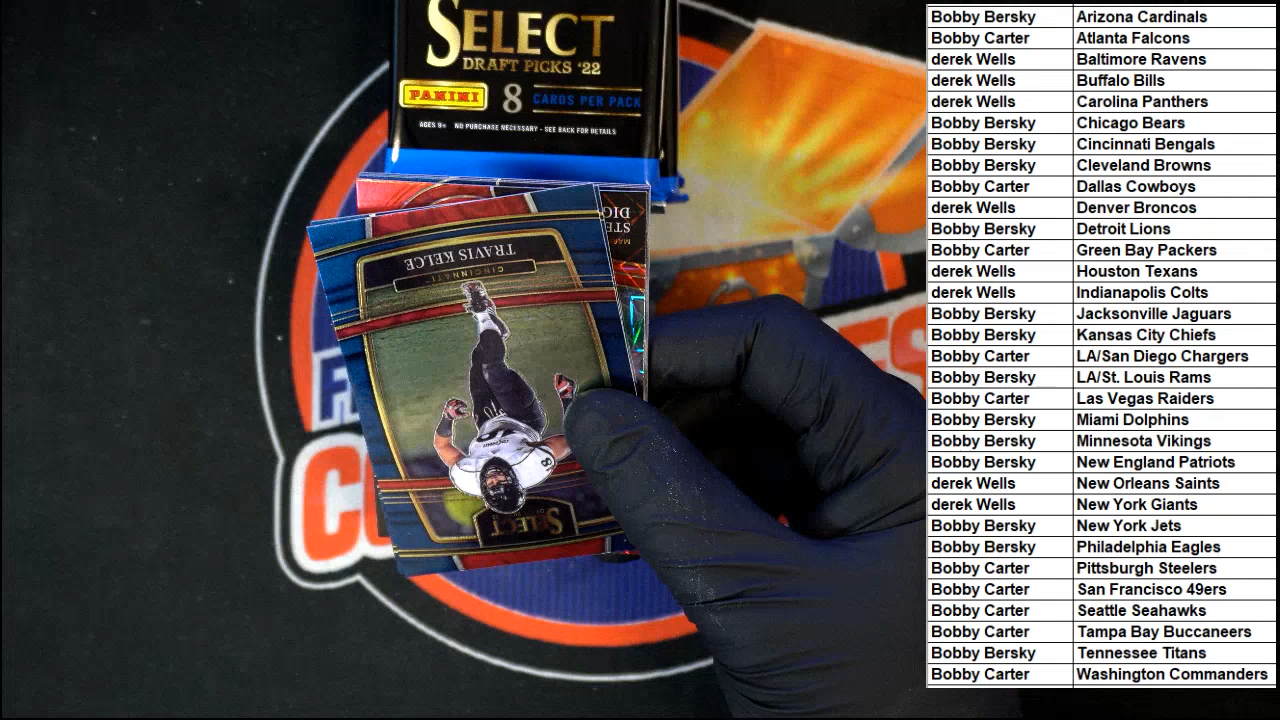 SELECT
DRAFT PICKS '22
PANINI 8 CARDS PER PACK
AGES 9+ NO PURCHASE NECESSARY - SEE BACK FOR DETAILS
TRAVIS KELCE
CINCINNATI
8
SELECT
Bobby Bersky Arizona Cardinals
Bobby Carter Atlanta Falcons
derek Wells Baltimore Ravens
derek Wells Buffalo Bills
derek Wells Carolina Panthers
Bobby Bersky Chicago Bears
Bobby Bersky Cincinnati Bengals
Bobby Bersky Cleveland Browns
Bobby Carter Dallas Cowboys
derek Wells Denver Broncos
Bobby Bersky Detroit Lions
Bobby Carter Green Bay Packers
derek Wells Houston Texans
derek Wells Indianapolis Colts
Bobby Bersky Jacksonville Jaguars
Bobby Bersky Kansas City Chiefs
Bobby Carter LA/San Diego Chargers
Bobby Bersky LA/St. Louis Rams
Bobby Carter Las Vegas Raiders
Bobby Bersky Miami Dolphins
Bobby Bersky Minnesota Vikings
Bobby Bersky New England Patriots
derek Wells New Orleans Saints
derek Wells New York Giants
Bobby Bersky New York Jets
Bobby Bersky Philadelphia Eagles
Bobby Carter Pittsburgh Steelers
Bobby Carter San Francisco 49ers
Bobby Carter Seattle Seahawks
Bobby Carter Tampa Bay Buccaneers
Bobby Bersky Tennessee Titans
Bobby Carter Washington Commanders